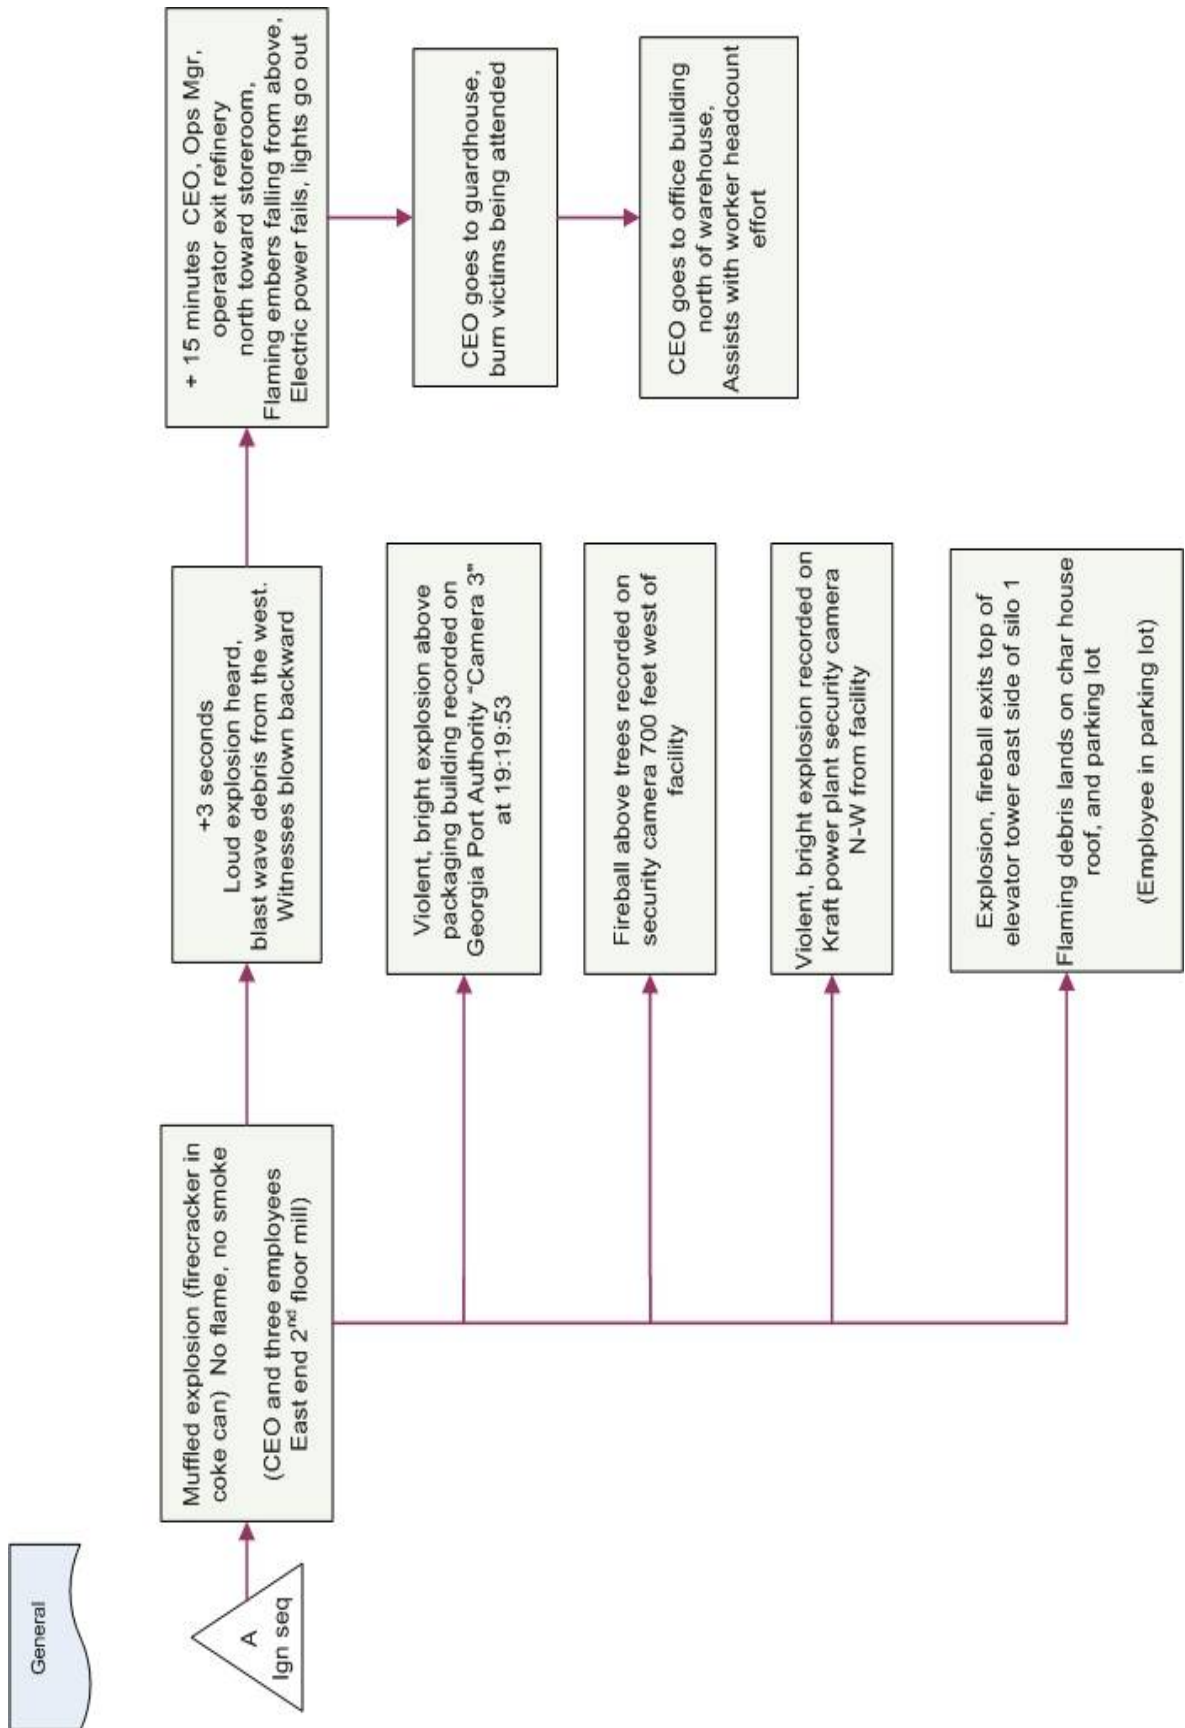 General
A
Ign seq
Muffled explosion (firecracker in
coke can)  No flame, no smoke
(CEO and three employees
East end 2nd floor mill)
+3 seconds
Loud explosion heard,
blast wave debris from the west.
Witnesses blown backward
+ 15 minutes  CEO, Ops Mgr,
operator exit refinery
north toward storeroom,
Flaming embers falling from above,
Electric power fails, lights go out
CEO goes to guardhouse,
burn victims being attended
CEO goes to office building
north of warehouse,
Assists with worker headcount
effort
Violent, bright explosion above
packaging building recorded on
Georgia Port Authority “Camera 3”
at 19:19:53
Fireball above trees recorded on
security camera 700 feet west of
facility
Violent, bright explosion recorded on
Kraft power plant security camera
N-W from facility
Explosion, fireball exits top of
elevator tower east side of silo 1
Flaming debris lands on char house
roof, and parking lot
(Employee in parking lot)